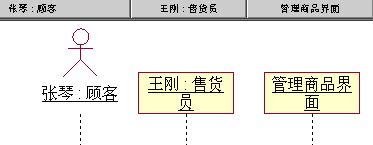 张琴 : 顾客
王刚 : 售货员
管理商品界面
张琴 : 顾客
王刚 : 售货
员
管理商品界
面